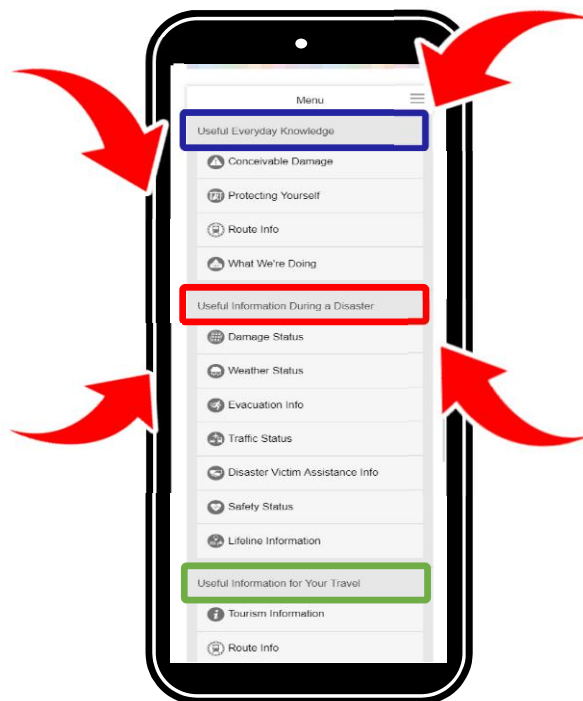 Menu
Useful Everyday Knowledge
Conceivable Damage
Protecting Yourself
Route Info
What We're Doing
Useful Information During a Disaster
Damage Status
Weather Status
Evacuation Info
Traffic Status
Disaster Victim Assistance Info
Safety Status
Lifeline Information
Useful Information for Your Travel
Tourism Information
Route Info